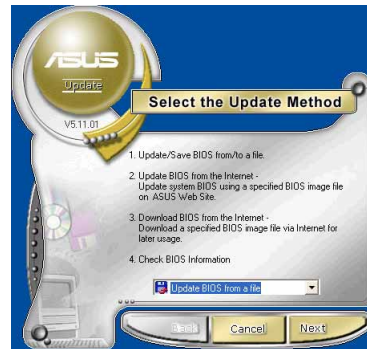 ASUS
Update
V5.11.01
Select the Update Method
1. Update/Save BIOS from/to a file.
2. Update BIOS from the Internet -
Update system BIOS using a specified BIOS image file
on ASUS Web Site.
3. Download BIOS from the Internet -
Download a specified BIOS image file via Internet for
later usage.
4. Check BIOS Information
Update BIOS from a file
Back
Cancel
Next